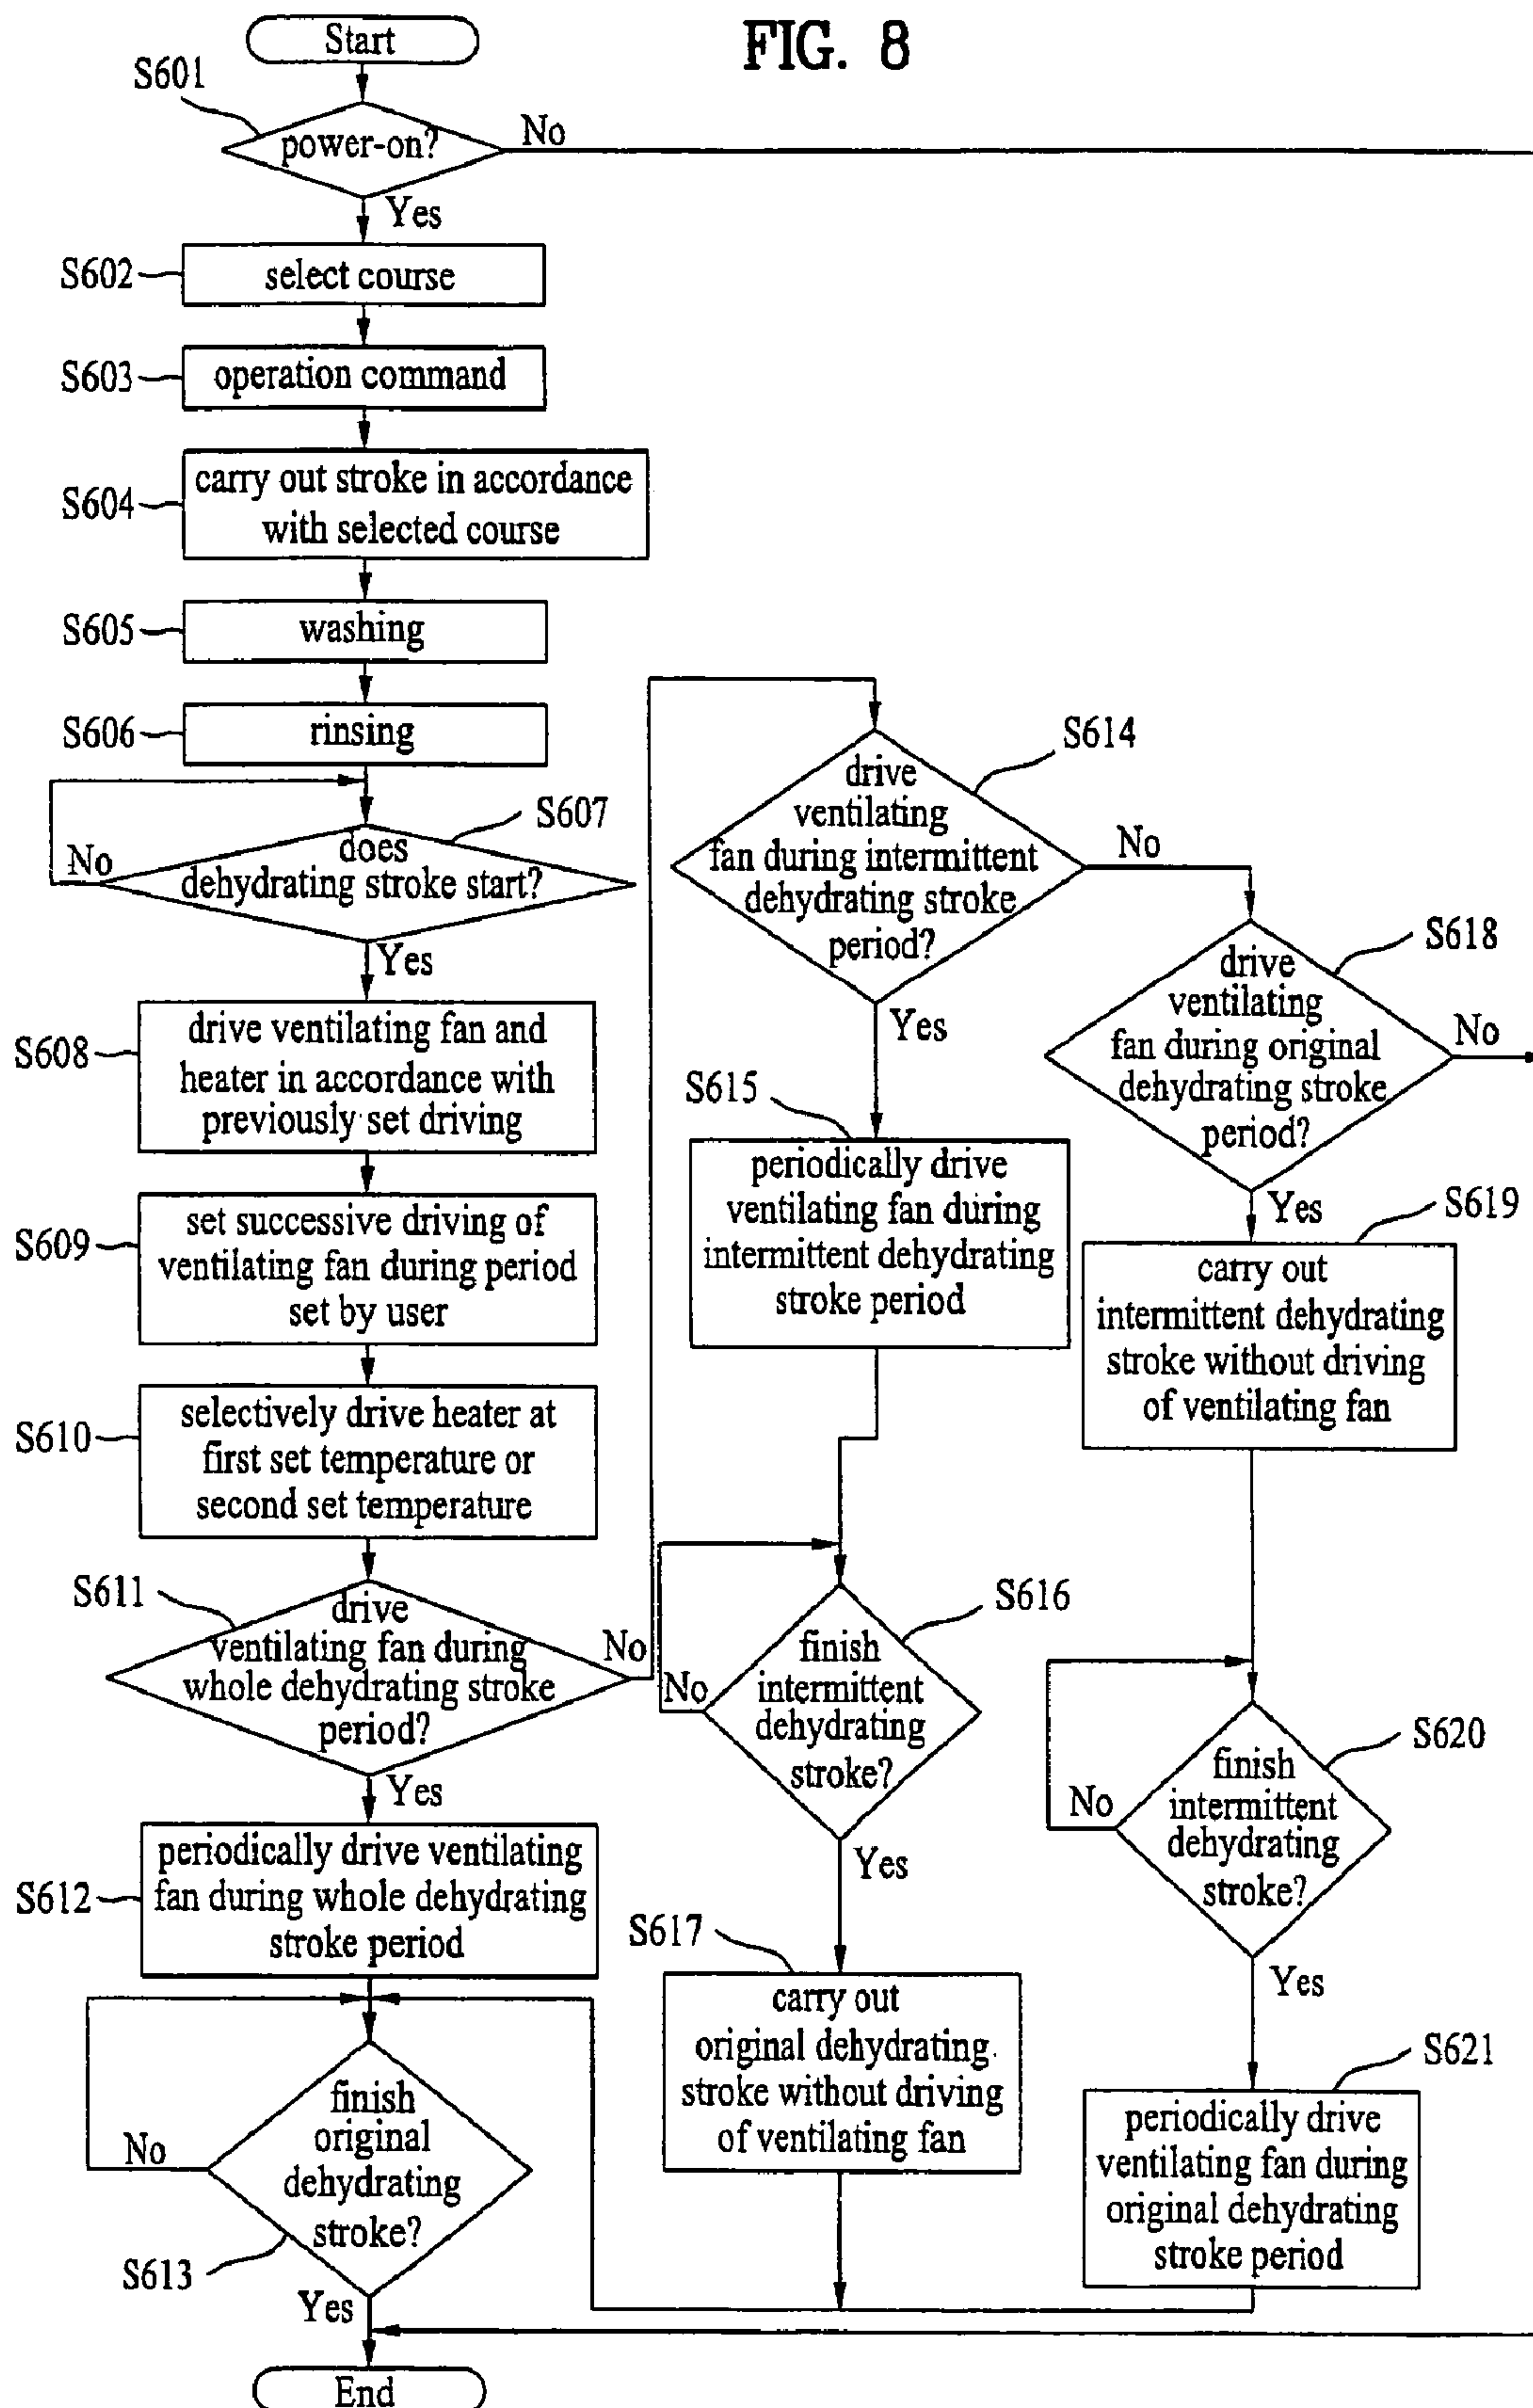 FIG. 8
Start
S601
power-on?
No
Yes
S602
select course
S603
operation command
S604
carry out stroke in accordance
with selected course
S605
washing
S606
rinsing
S607
does
dehydrating stroke start?
No
Yes
S608
drive ventilating fan and
heater in accordance with
previously set driving
S609
set successive driving of
ventilating fan during period
set by user
S610
selectively drive heater at
first set temperature or
second set temperature
S611
drive
ventilating fan during
whole dehydrating stroke
period?
No
Yes
S612
periodically drive ventilating
fan during whole dehydrating
stroke period
finish
original
dehydrating
stroke?
No
S613
Yes
End
S614
drive
ventilating
fan during intermittent
dehydrating stroke
period?
No
Yes
S615
periodically drive
ventilating fan during
intermittent dehydrating
stroke period
S616
finish
intermittent
dehydrating
stroke?
No
Yes
S617
carry out
original dehydrating
stroke without driving
of ventilating fan
S618
drive
ventilating
fan during original
dehydrating stroke
period?
No
Yes
S619
carry out
intermittent dehydrating
stroke without driving
of ventilating fan
S620
finish
intermittent
dehydrating
stroke?
No
Yes
S621
periodically drive
ventilating fan during
original dehydrating
stroke period